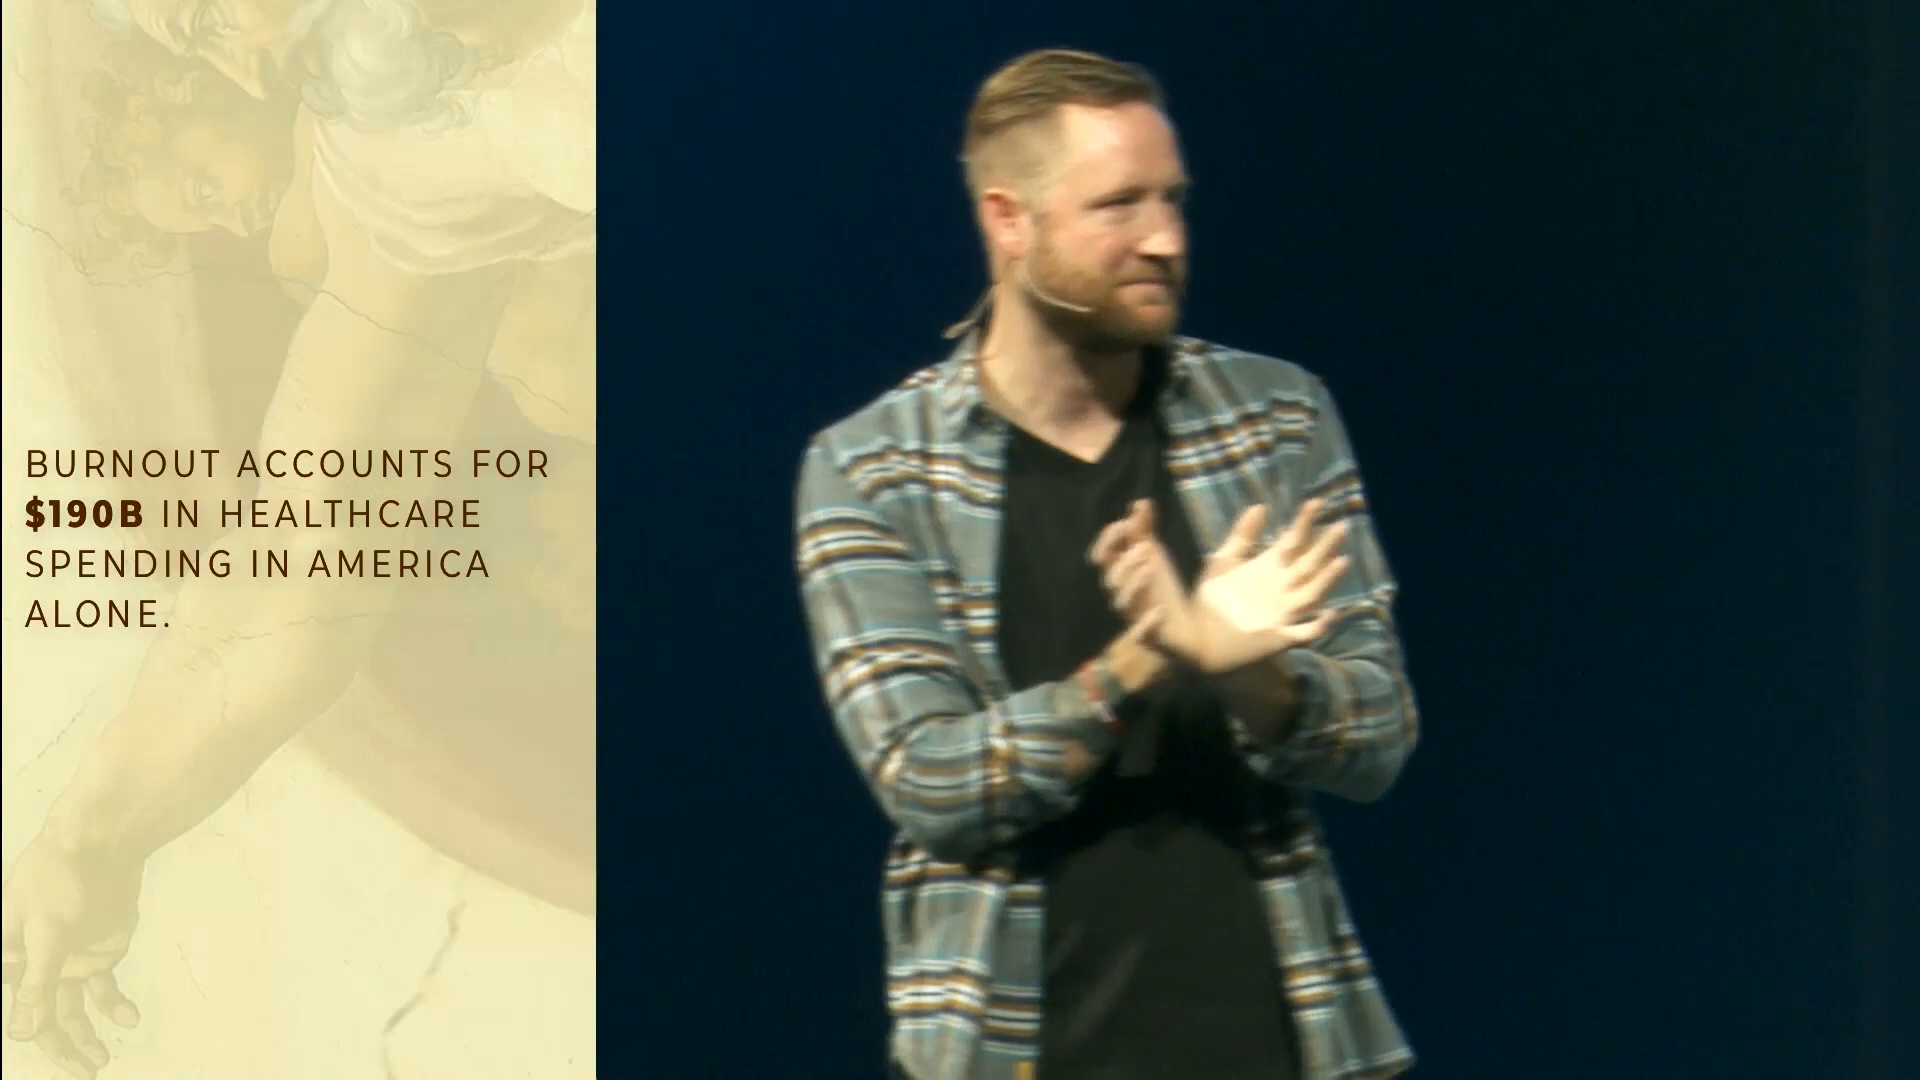 BURNOUT ACCOUNTS FOR
$190B IN HEALTHCARE
SPENDING IN AMERICA
ALONE.